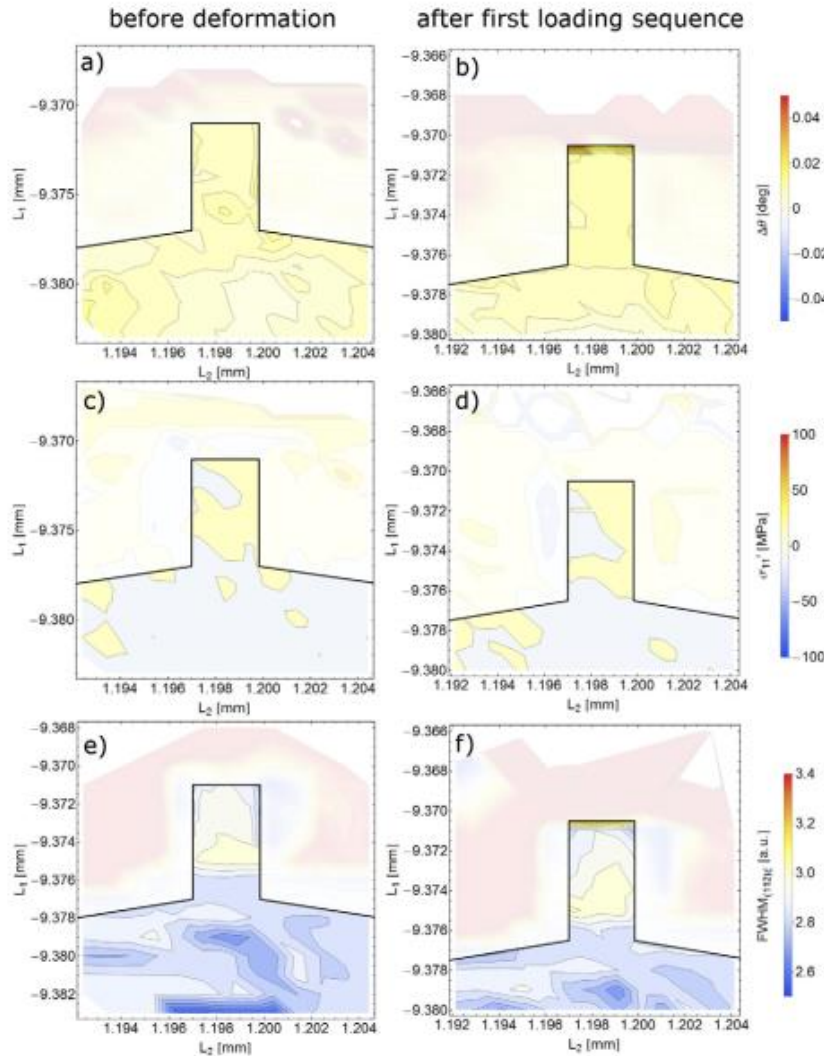 before deformation
after first loading sequence
a)
−9.370
−9.375
−9.380
L₁ [mm]
1.194 1.196 1.198 1.200 1.202 1.204
L₂ [mm]
b)
−9.366
−9.368
−9.370
−9.372
−9.374
−9.376
−9.378
−9.380
L₁ [mm]
1.192 1.194 1.196 1.198 1.200 1.202 1.204
L₂ [mm]
0.04
0.02
0
−0.02
−0.04
Δθ [deg]
c)
−9.370
−9.375
−9.380
L₁ [mm]
1.194 1.196 1.198 1.200 1.202 1.204
L₂ [mm]
d)
−9.366
−9.368
−9.370
−9.372
−9.374
−9.376
−9.378
−9.380
L₁ [mm]
1.192 1.194 1.196 1.198 1.200 1.202 1.204
L₂ [mm]
100
50
0
−50
−100
[MPa]
e)
−9.368
−9.370
−9.372
−9.374
−9.376
−9.378
−9.380
−9.382
L₁ [mm]
1.194 1.196 1.198 1.200 1.202 1.204
L₂ [mm]
f)
−9.366
−9.368
−9.370
−9.372
−9.374
−9.376
−9.378
−9.380
L₁ [mm]
1.192 1.194 1.196 1.198 1.200 1.202 1.204
L₂ [mm]
3.4
3.2
3.0
2.8
2.6
[a.u.]